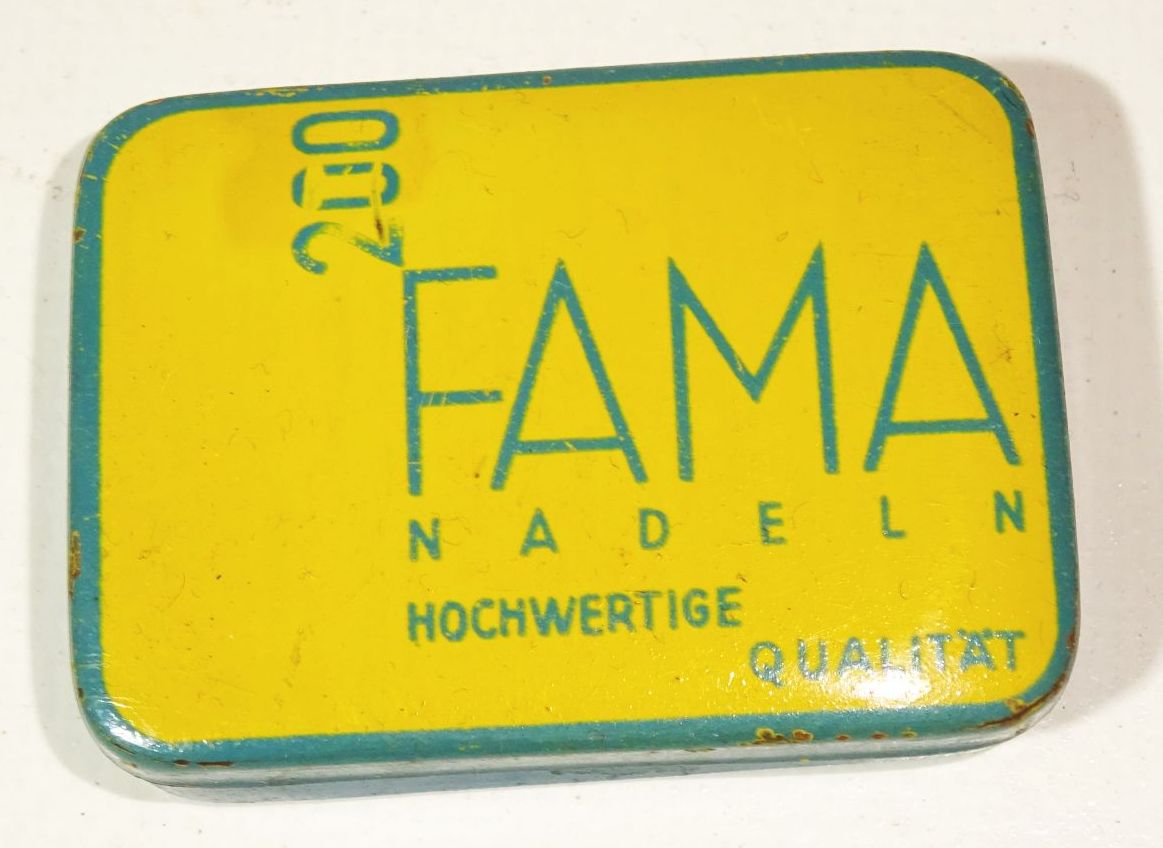 200
FAMA
NADELN
HOCHWERTIGE
QUALITÄT